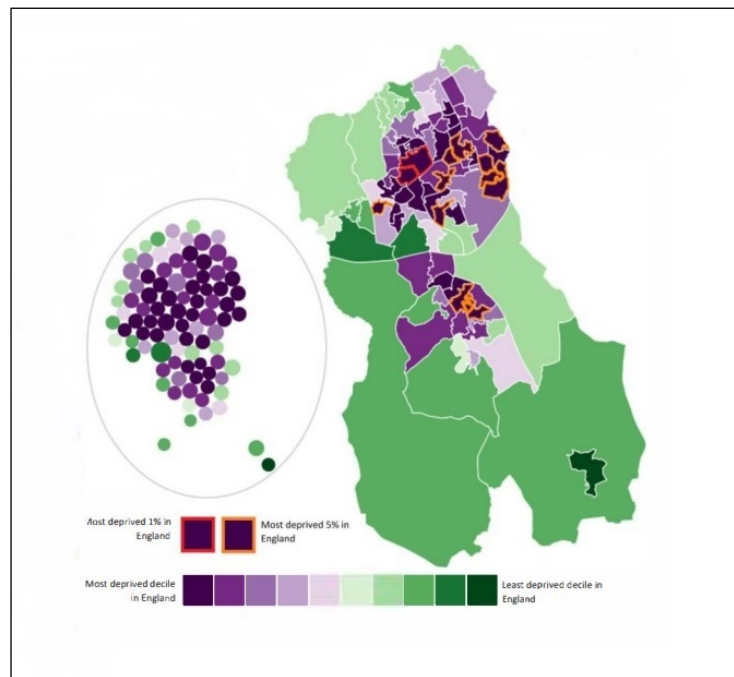 Most deprived 1% in
England
Most deprived 5% in
England
Most deprived decile
in England
Least deprived decile in
England